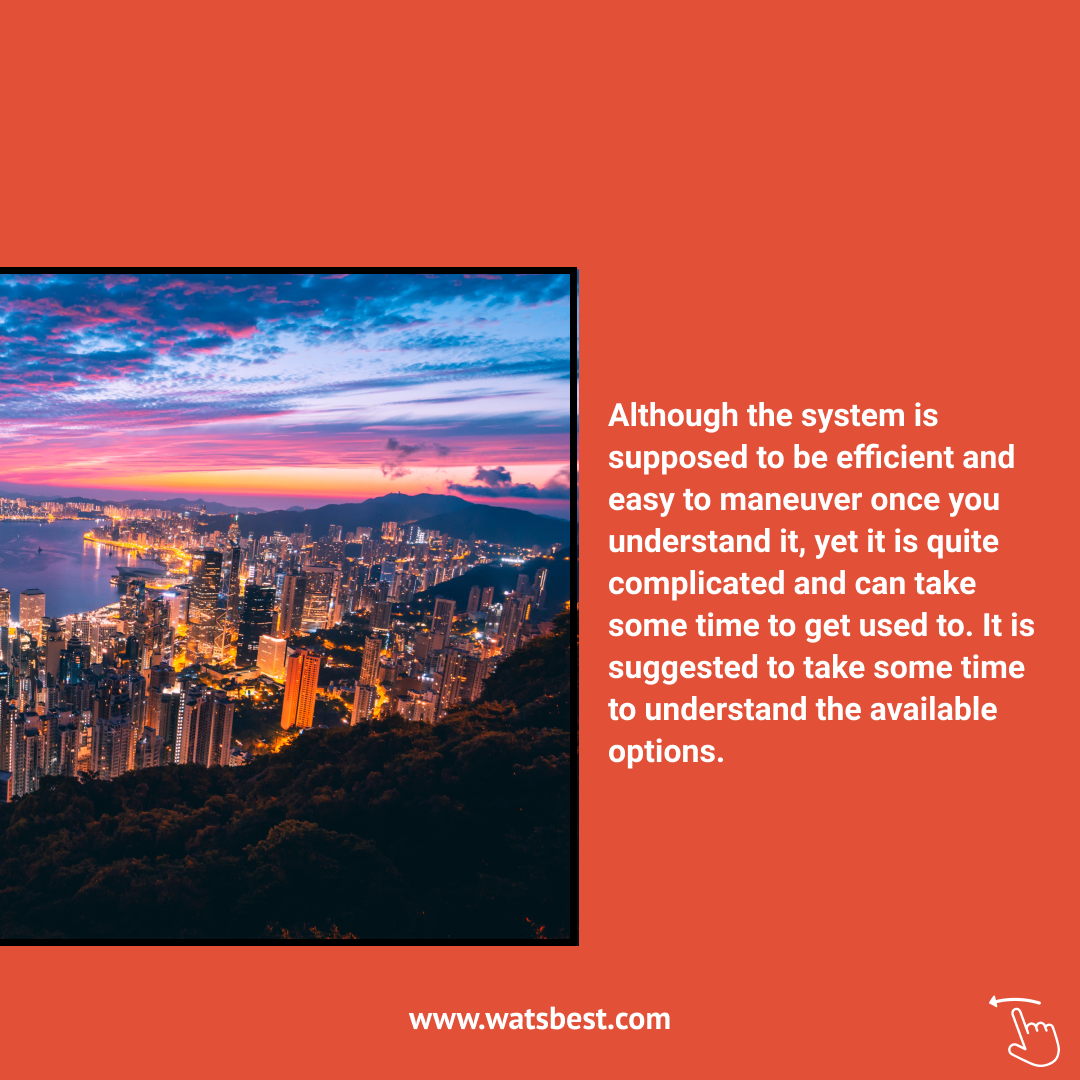 Although the system is
supposed to be efficient and
easy to maneuver once you
understand it, yet it is quite
complicated and can take
some time to get used to. It is
suggested to take some time
to understand the available
options.
www.watsbest.com